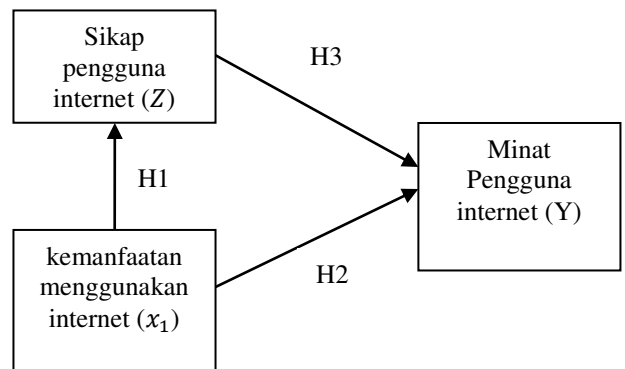 Sikap
pengguna
internet (Z)
H3
Minat
Pengguna
internet (Y)
H1
kemanfaatan
menggunakan
internet (x₁)
H2